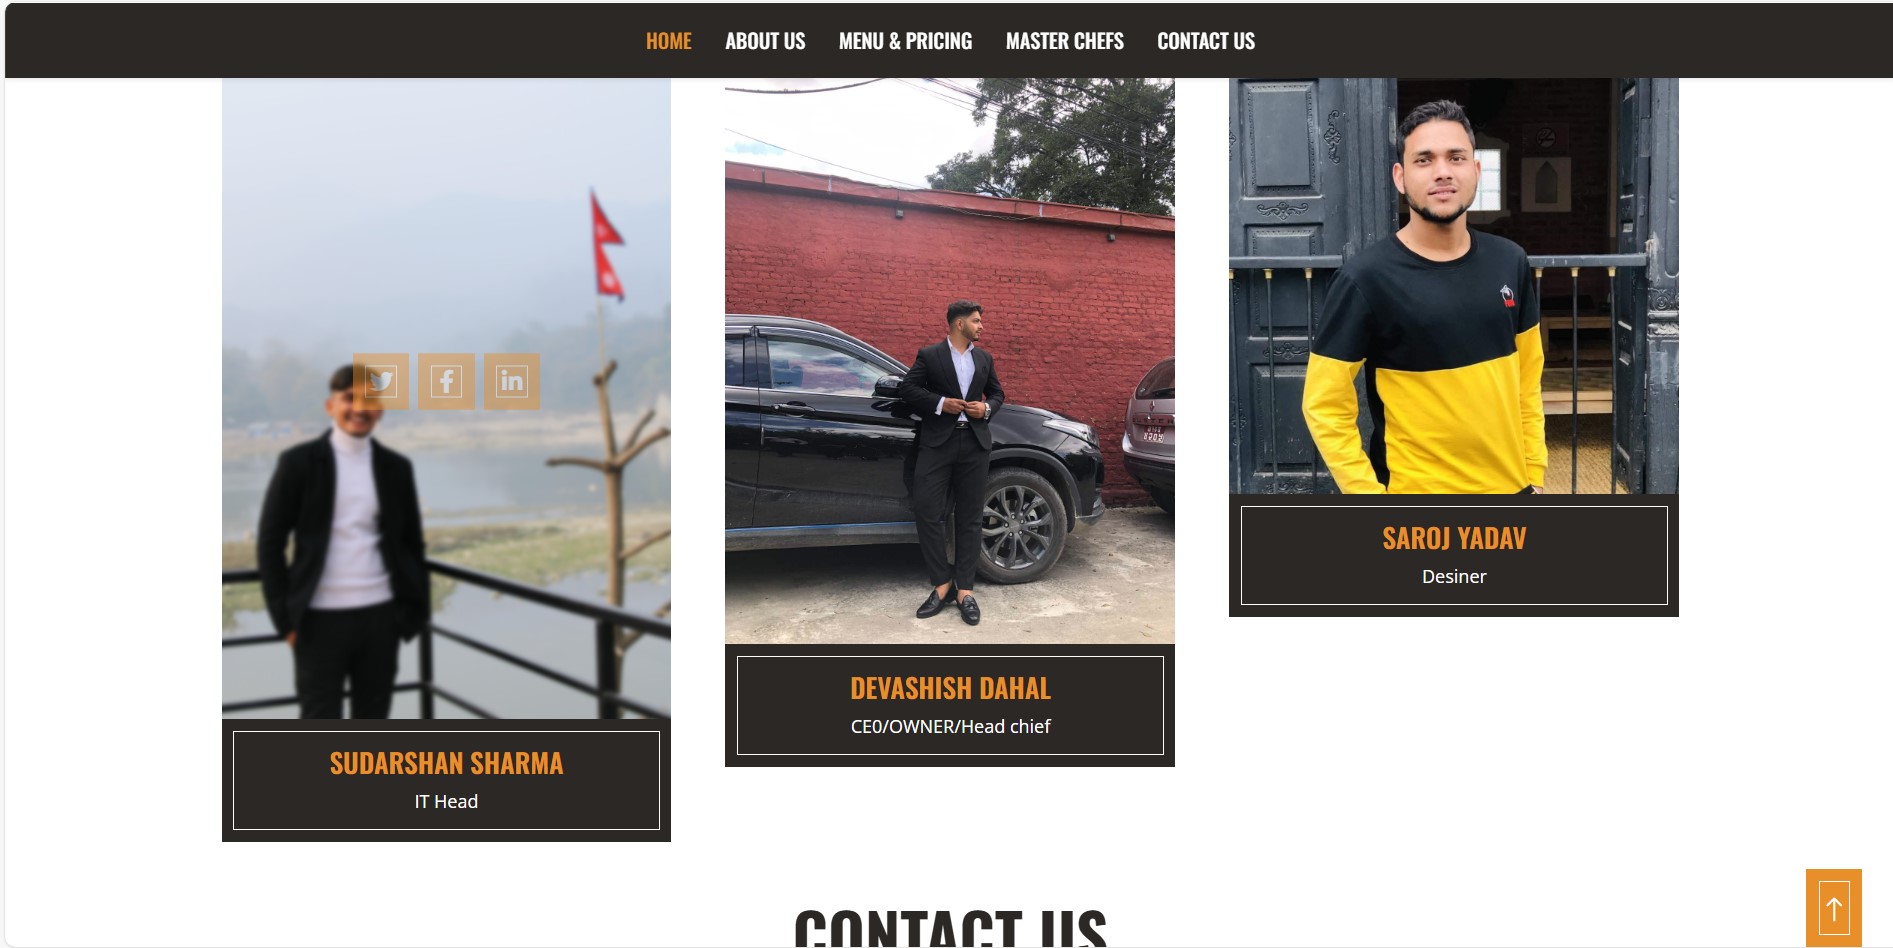 HOME ABOUT US MENU & PRICING MASTER CHEFS CONTACT US
SUDARSHAN SHARMA
IT Head
DEVASHISH DAHAL
CE0/OWNER/Head chief
SAROJ YADAV
Desiner
CONTACT US